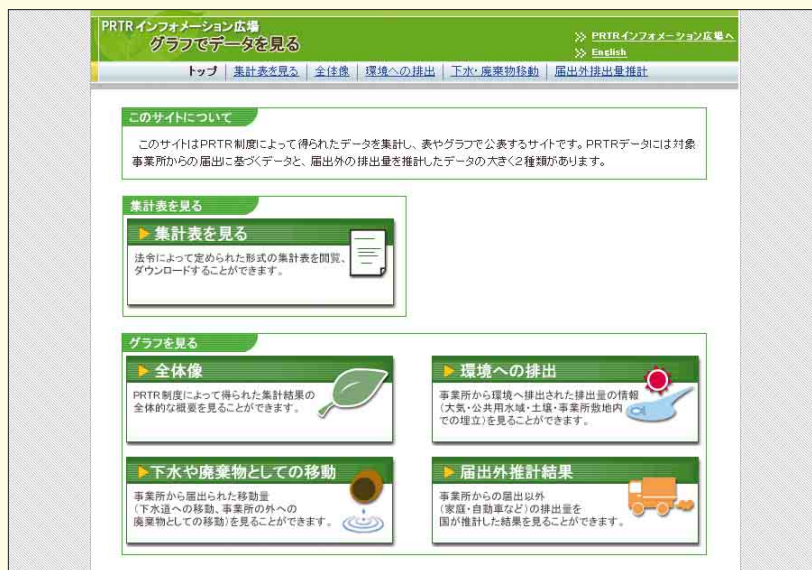 PRTRインフォメーション広場
グラフでデータを見る
PRTRインフォメーション広場へ
English
トップ | 集計表を見る | 全体像 | 環境への排出 | 下水・廃棄物移動 | 届出外排出量推計
このサイトについて
このサイトはPRTR制度によって得られたデータを集計し、表やグラフで公表するサイトです。PRTRデータには対象
事業所からの届出に基づくデータと、届出外の排出量を推計したデータの大きく2種類があります。
集計表を見る
集計表を見る
法令によって定められた形式の集計表を閲覧、
ダウンロードすることができます。
グラフを見る
全体像
PRTR制度によって得られた集計結果の
全体的な概要を見ることができます。
環境への排出
事業所から環境へ排出された排出量の情報
（大気・公共用水域・土壌・事業所敷地内
での埋立）を見ることができます。
下水や廃棄物としての移動
事業所から届出られた移動量
（下水道への移動、事業所の外への
廃棄物としての移動）を見ることができます。
届出外推計結果
事業所からの届出以外
（家庭・自動車など）の排出量を
国が推計した結果を見ることができます。